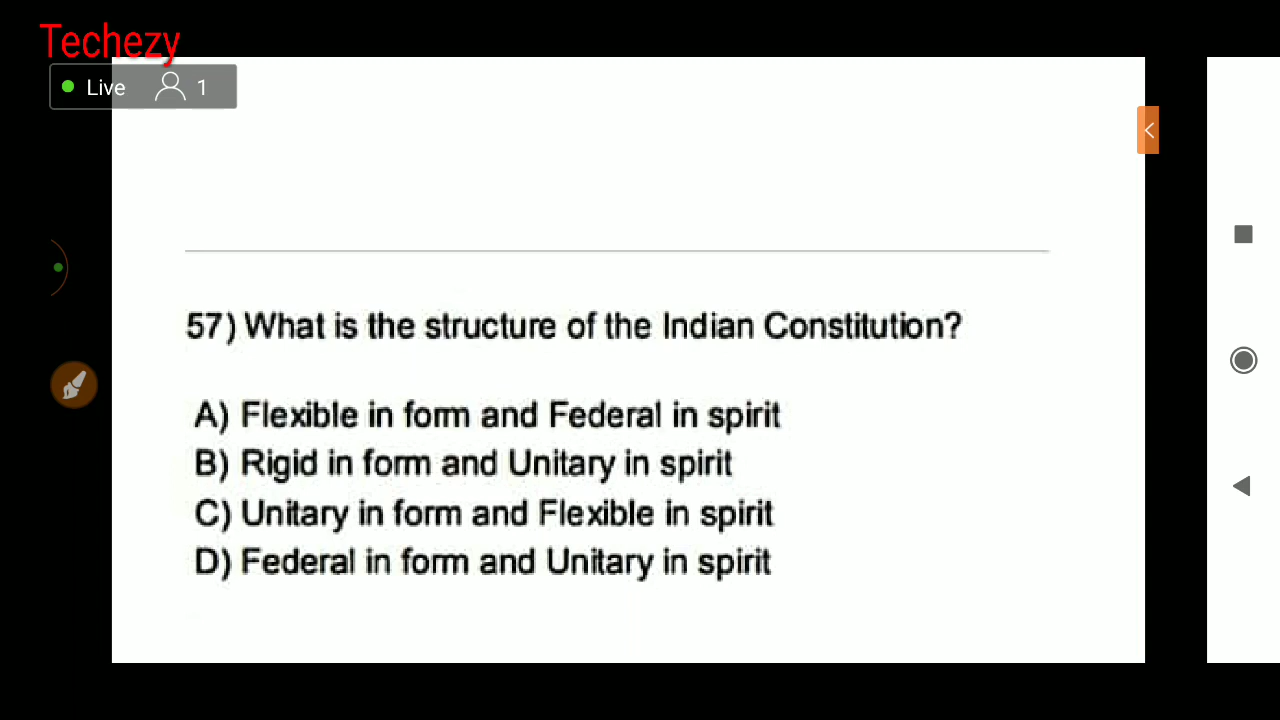 Techezy
Live 1
57) What is the structure of the Indian Constitution?
A) Flexible in form and Federal in spirit
B) Rigid in form and Unitary in spirit
C) Unitary in form and Flexible in spirit
D) Federal in form and Unitary in spirit